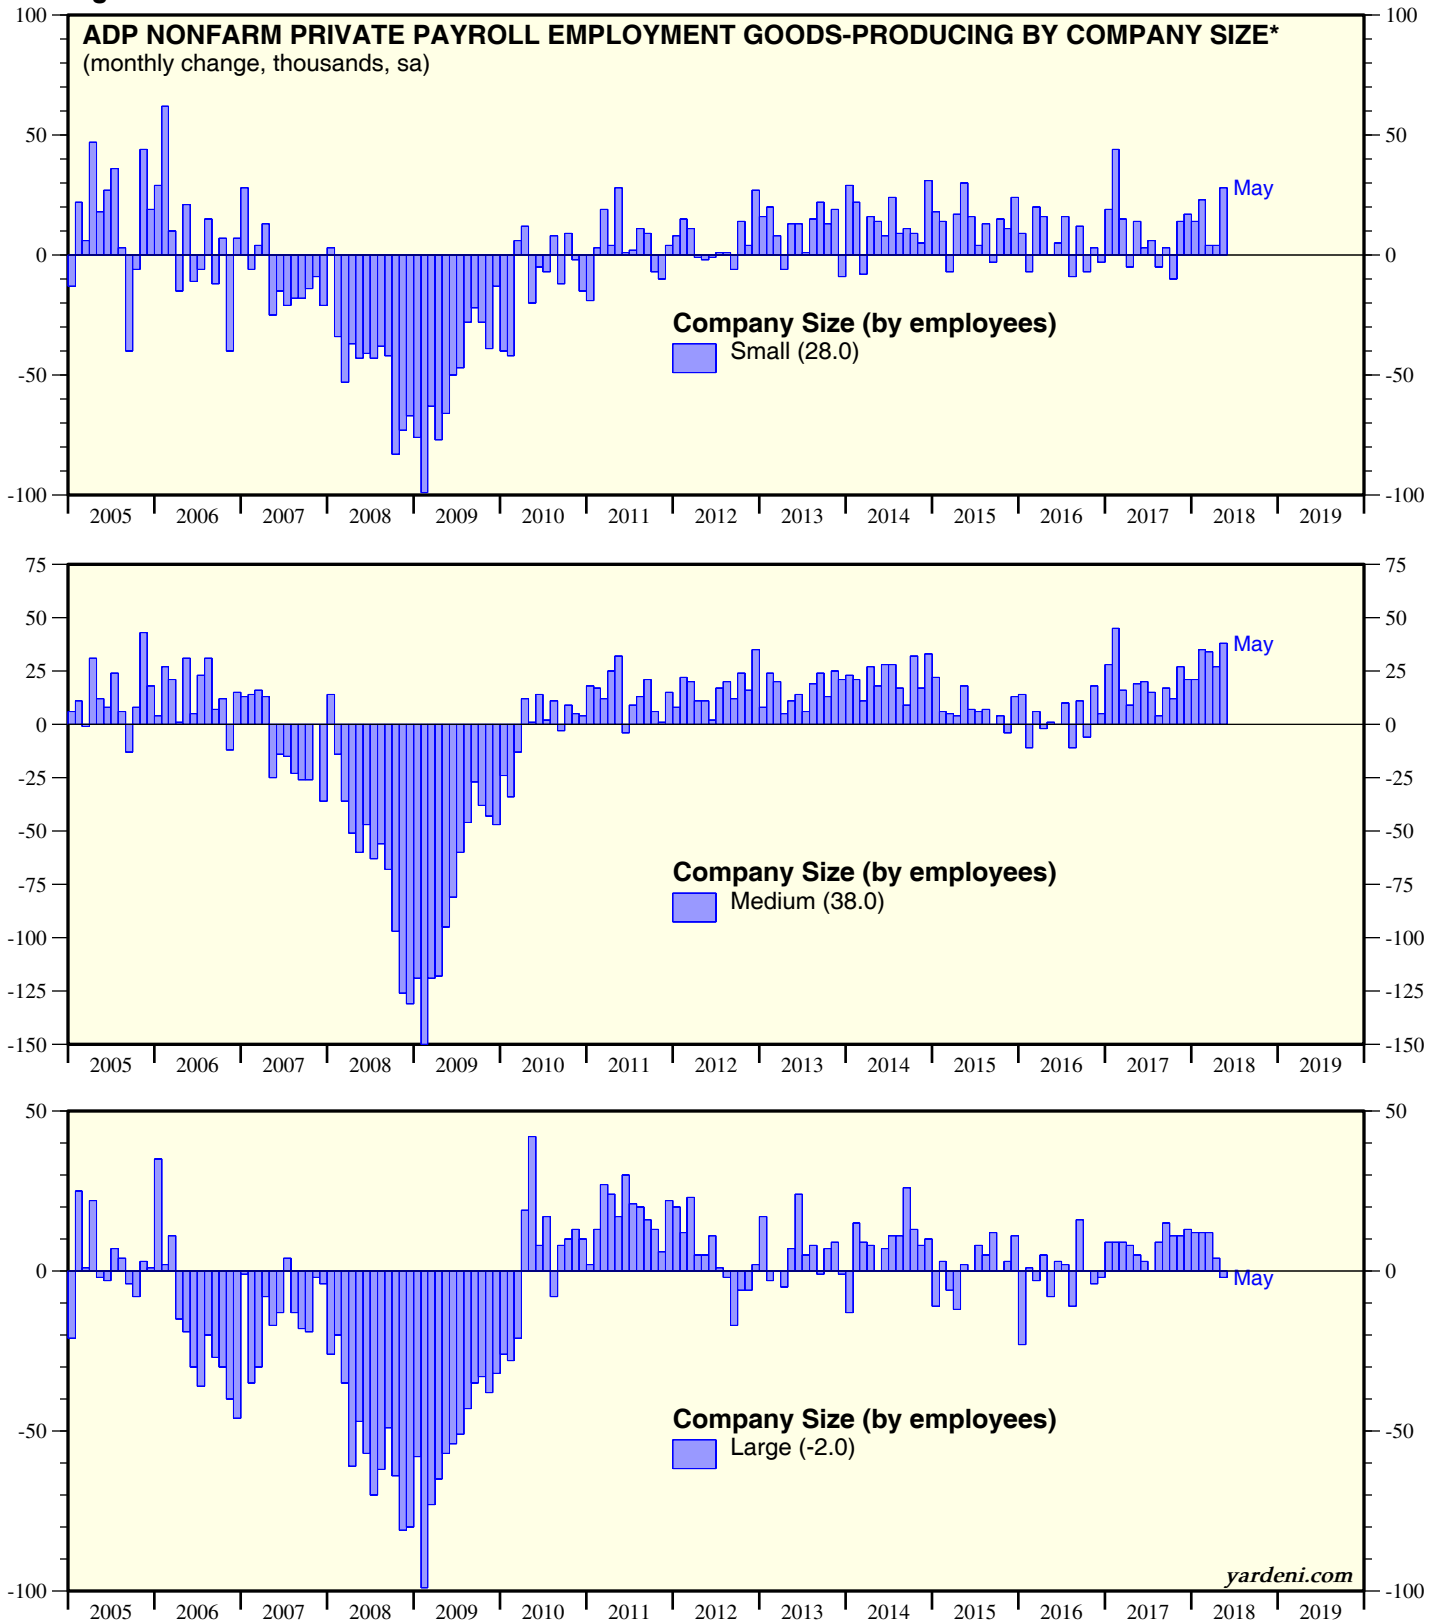 g
100 100
ADP NONFARM PRIVATE PAYROLL EMPLOYMENT GOODS-PRODUCING BY COMPANY SIZE*
(monthly change, thousands, sa)
50 50
May
0 0
Company Size (by employees)
Small (28.0)
-50 -50
-100 -100
2005 2006 2007 2008 2009 2010 2011 2012 2013 2014 2015 2016 2017 2018 2019
75 75
50 50
May
25 25
0 0
-25 -25
-50 -50
Company Size (by employees)
-75 -75
Medium (38.0)
-100 -100
-125 -125
-150 -150
2005 2006 2007 2008 2009 2010 2011 2012 2013 2014 2015 2016 2017 2018 2019
50 50
0 0
May
Company Size (by employees)
-50 -50
Large (-2.0)
yardeni.com
-100 -100
2005 2006 2007 2008 2009 2010 2011 2012 2013 2014 2015 2016 2017 2018 2019